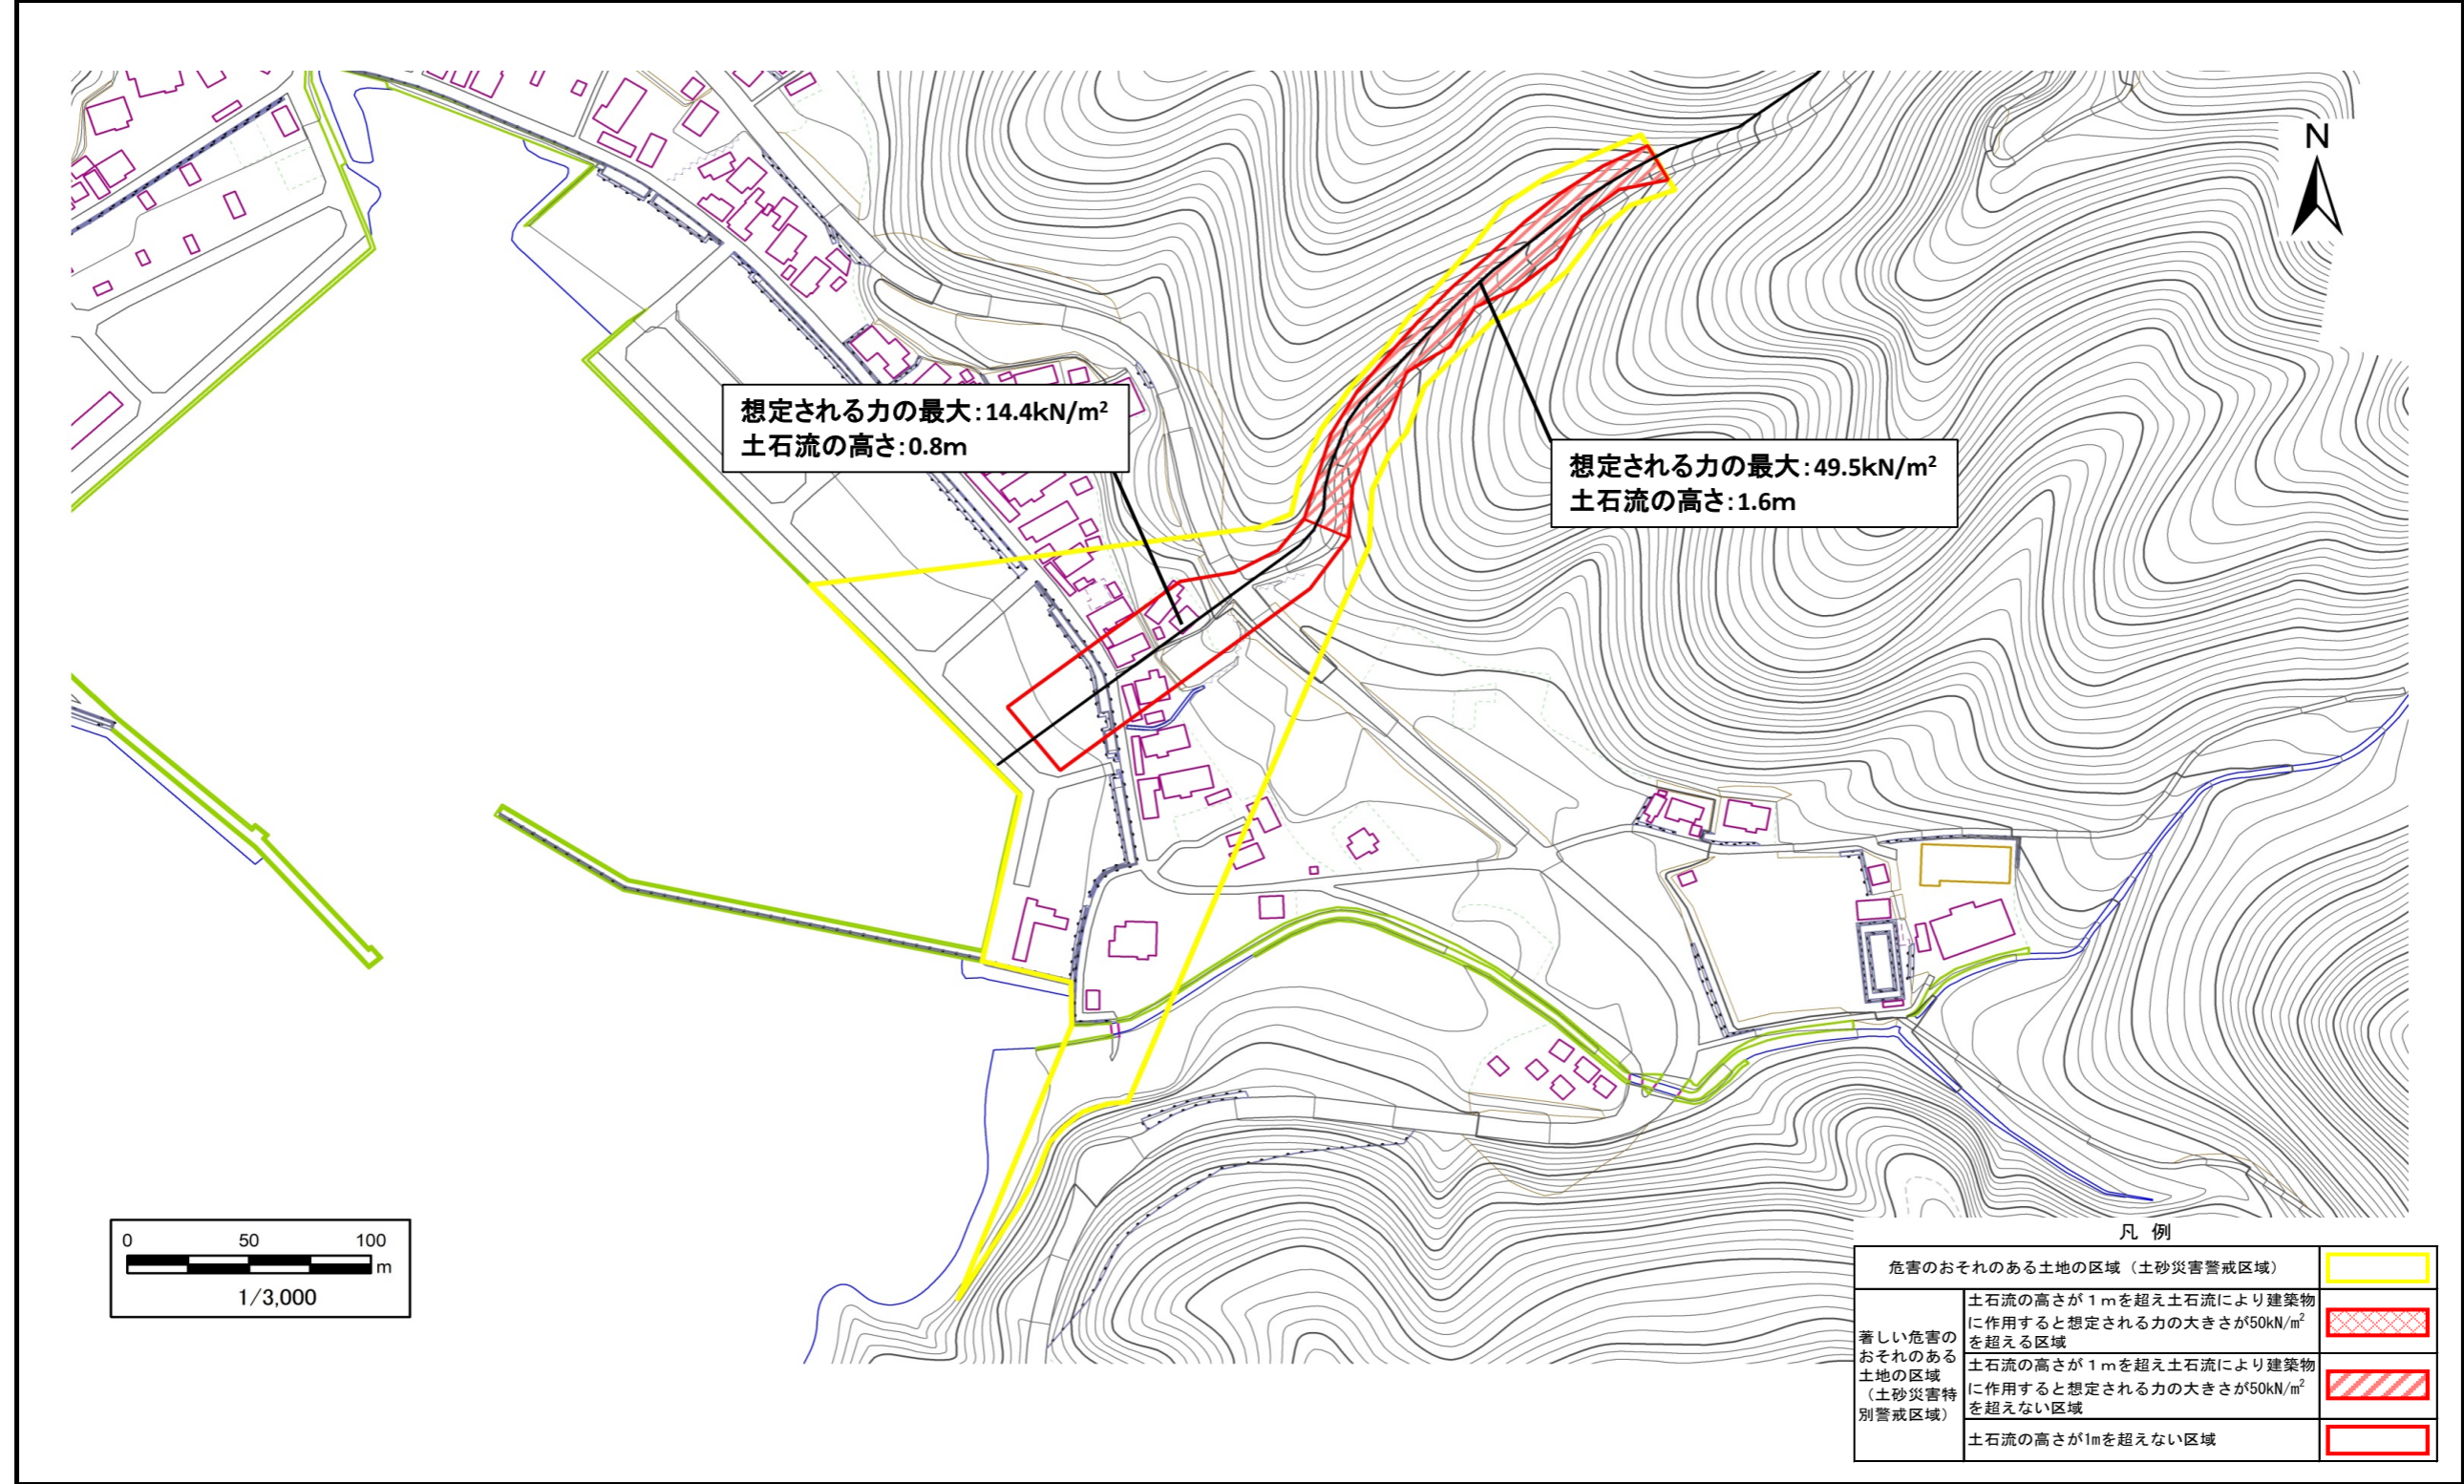 N
想定される力の最大:14.4kN/m²
土石流の高さ:0.8m
想定される力の最大:49.5kN/m²
土石流の高さ:1.6m
0 50 100
m
1/3,000
凡 例
危害のおそれのある土地の区域（土砂災害警戒区域）
著しい危害の
おそれのある
土地の区域
（土砂災害特
別警戒区域）
土石流の高さが１ｍを超え土石流により建築物
に作用すると想定される力の大きさが50kN/m²
を超える区域
土石流の高さが１ｍを超え土石流により建築物
に作用すると想定される力の大きさが50kN/m²
を超えない区域
土石流の高さが1mを超えない区域